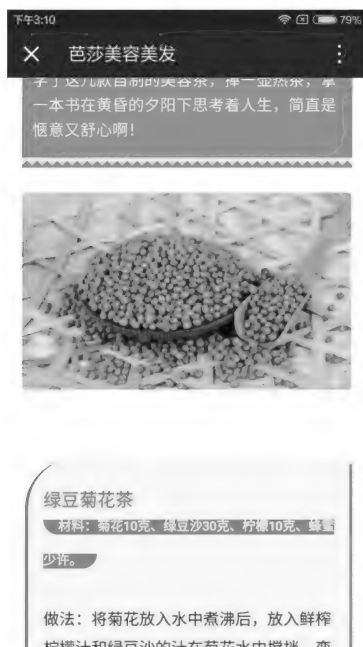 下午3:10
79%
芭莎美容美发
学了这几款自制的美容茶，捧一壶热茶，拿
一本书在黄昏的夕阳下思考着人生，简直是
惬意又舒心啊！
绿豆菊花茶
材料：菊花10克、绿豆沙30克、柠檬10克、蜂蜜
少许。
做法：将菊花放入水中煮沸后，放入鲜榨
柠檬汁和绿豆沙的汁在菊花水中搅拌，变